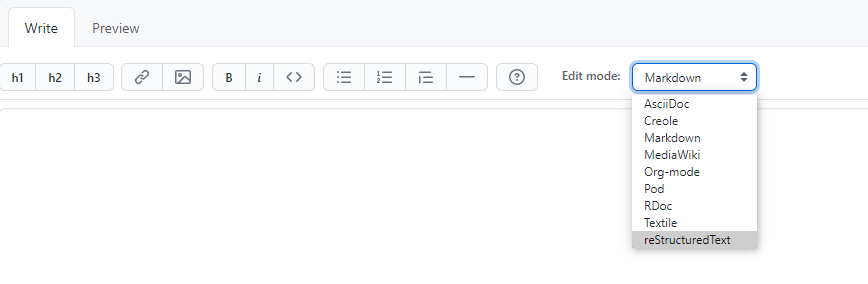 Write Preview
h1 h2 h3 B i Edit mode: Markdown
AsciiDoc
Creole
Markdown
MediaWiki
Org-mode
Pod
RDoc
Textile
reStructuredText